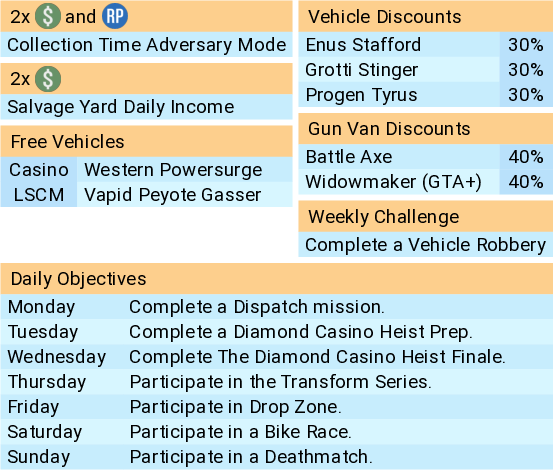 2x $ and RP
Collection Time Adversary Mode
2x $
Salvage Yard Daily Income
Free Vehicles
Casino Western Powersurge
LSCM Vapid Peyote Gasser
Vehicle Discounts
Enus Stafford 30%
Grotti Stinger 30%
Progen Tyrus 30%
Gun Van Discounts
Battle Axe 40%
Widowmaker (GTA+) 40%
Weekly Challenge
Complete a Vehicle Robbery
Daily Objectives
Monday Complete a Dispatch mission.
Tuesday Complete a Diamond Casino Heist Prep.
Wednesday Complete The Diamond Casino Heist Finale.
Thursday Participate in the Transform Series.
Friday Participate in Drop Zone.
Saturday Participate in a Bike Race.
Sunday Participate in a Deathmatch.